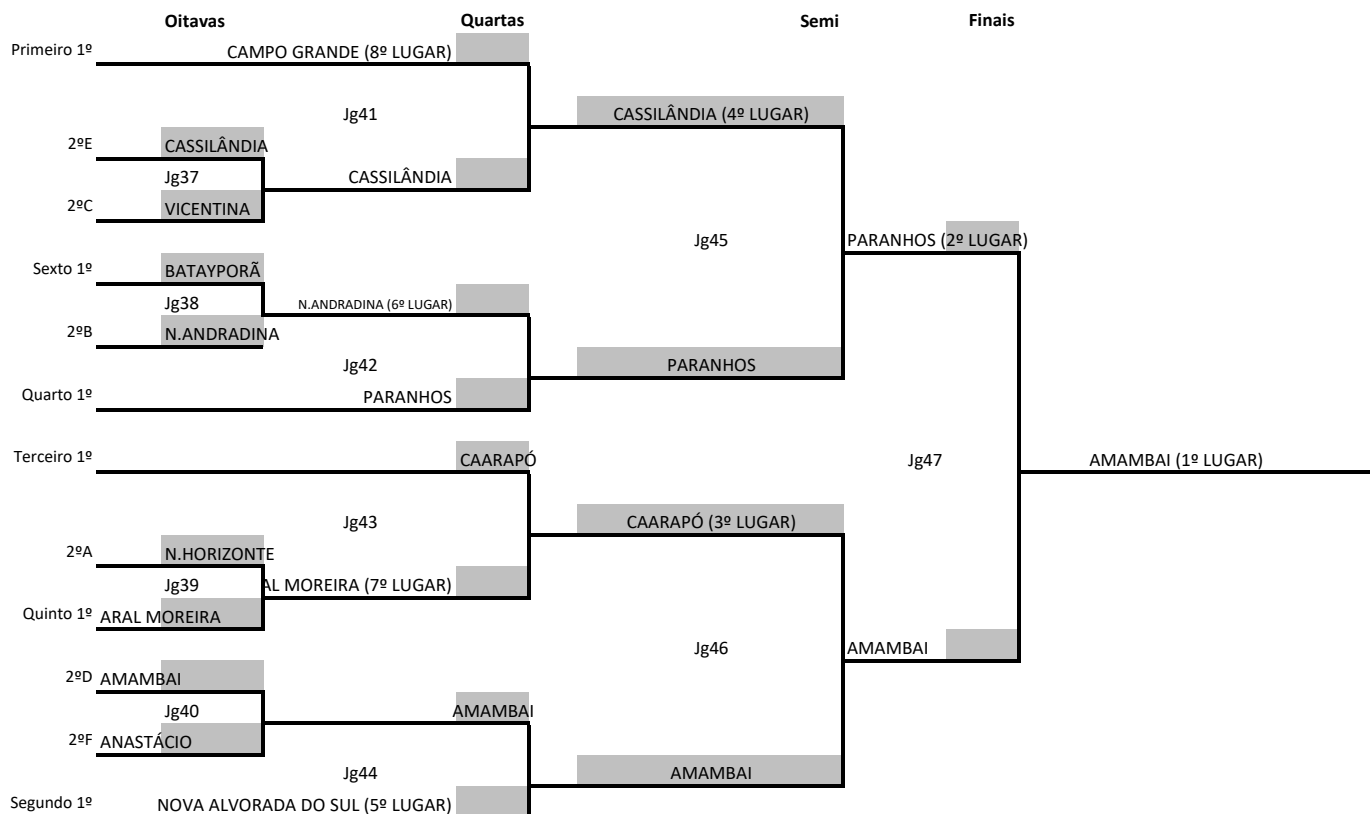 Oitavas Quartas Semi Finais
Primeiro 1º CAMPO GRANDE (8º LUGAR)
Jg41 CASSILÂNDIA (4º LUGAR)
2ºE CASSILÂNDIA
Jg37 CASSILÂNDIA
2ºC VICENTINA
Jg45 PARANHOS (2º LUGAR)
Sexto 1º BATAYPORÃ
Jg38 N.ANDRADINA (6º LUGAR)
2ºB N.ANDRADINA
Jg42 PARANHOS
Quarto 1º PARANHOS
Terceiro 1º CAARAPÓ Jg47 AMAMBAI (1º LUGAR)
Jg43 CAARAPÓ (3º LUGAR)
2ºA N.HORIZONTE
Jg39 AL MOREIRA (7º LUGAR)
Quinto 1º ARAL MOREIRA
Jg46 AMAMBAI
2ºD AMAMBAI
Jg40 AMAMBAI
2ºF ANASTÁCIO
Jg44 AMAMBAI
Segundo 1º NOVA ALVORADA DO SUL (5º LUGAR)